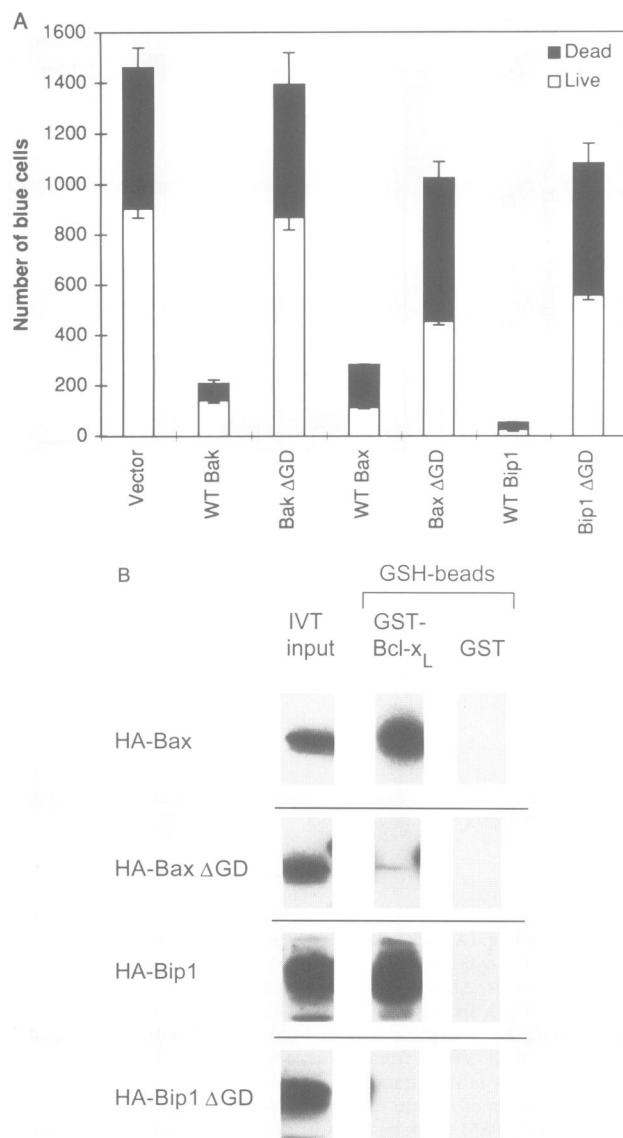 A
1600
1400
1200
1000
800
600
400
200
0
Number of blue cells
Dead
Live
Vector
WT Bak
Bak ΔGD
WT Bax
Bax ΔGD
WT Bip1
Bip1 ΔGD
B
GSH-beads
IVT input
GST-Bcl-xL
GST
HA-Bax
HA-Bax ΔGD
HA-Bip1
HA-Bip1 ΔGD